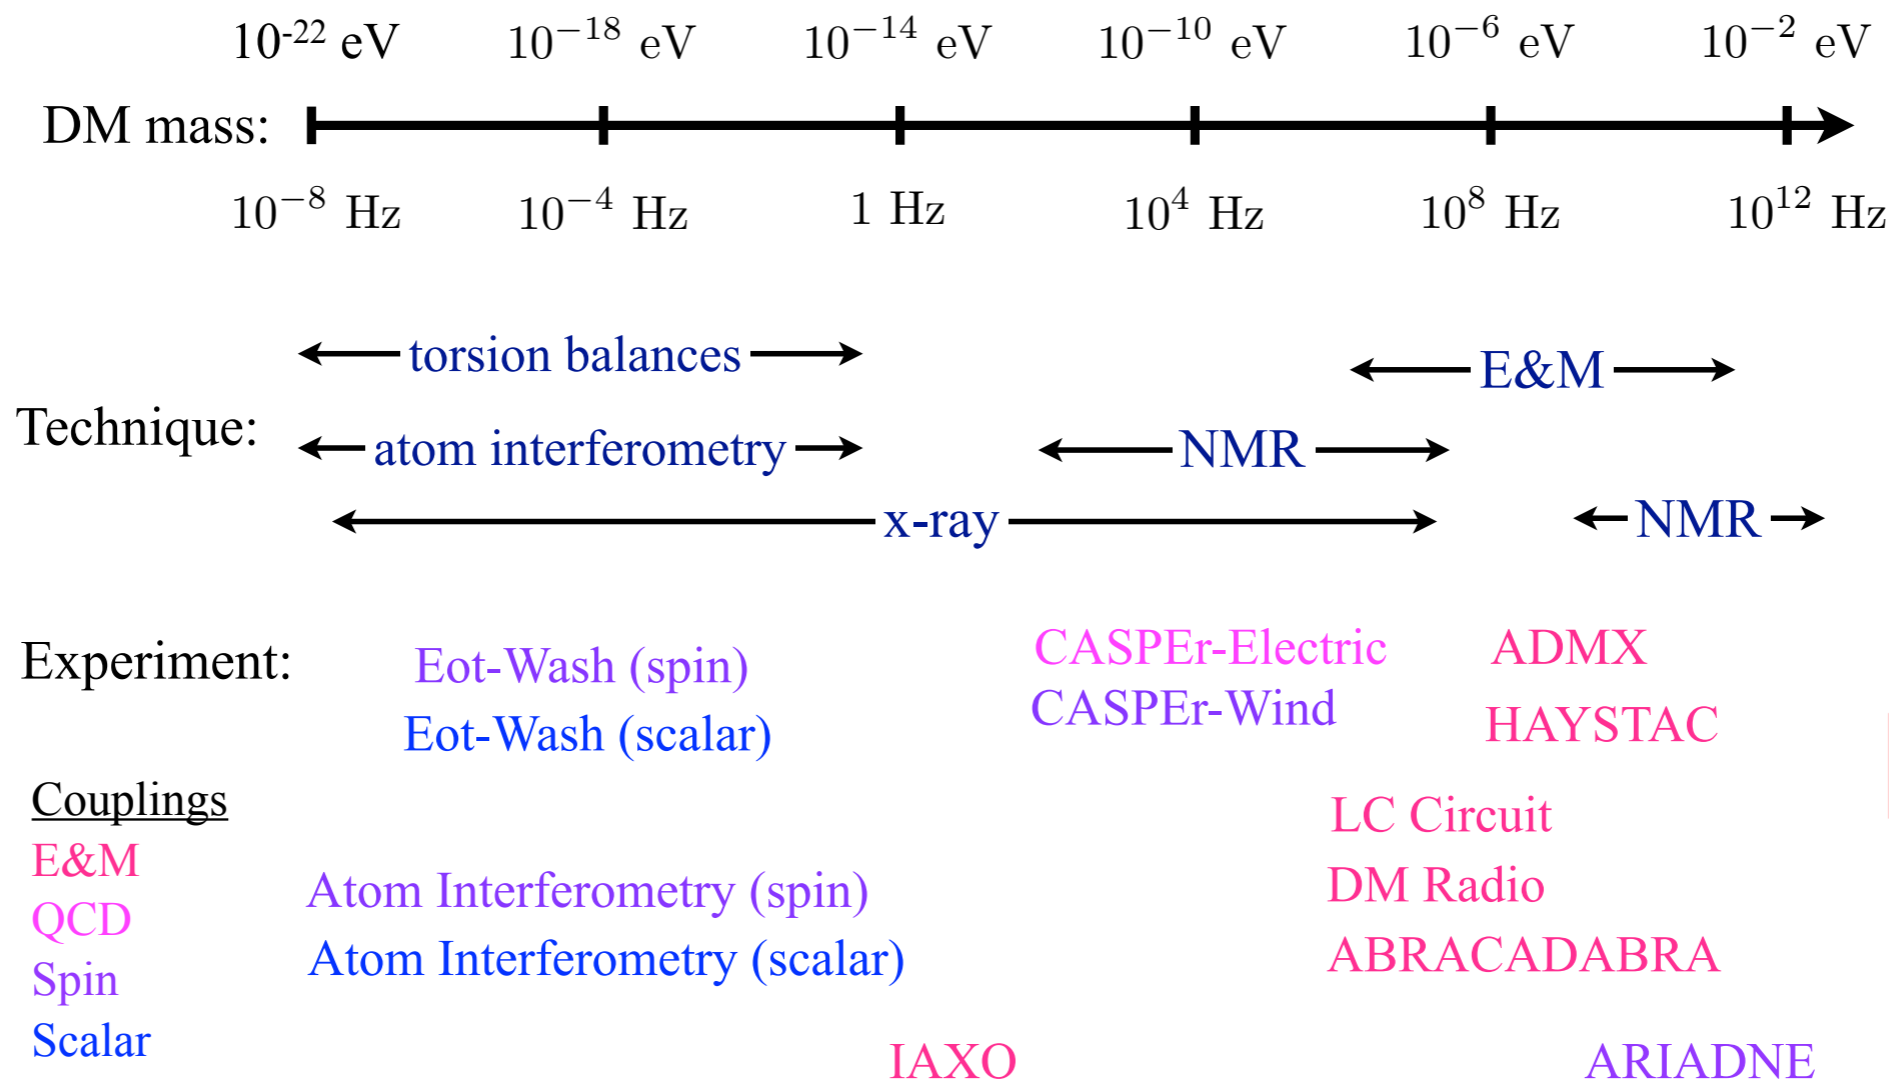 10⁻²² eV 10⁻¹⁸ eV 10⁻¹⁴ eV 10⁻¹⁰ eV 10⁻⁶ eV 10⁻² eV
DM mass:
10⁻⁸ Hz 10⁻⁴ Hz 1 Hz 10⁴ Hz 10⁸ Hz 10¹² Hz
torsion balances E&M
Technique:
atom interferometry NMR
x-ray NMR
Experiment:
Eot-Wash (spin) CASPEr-Electric ADMX
Eot-Wash (scalar) CASPEr-Wind HAYSTAC
Couplings
E&M
QCD
Spin
Scalar
LC Circuit
Atom Interferometry (spin) DM Radio
Atom Interferometry (scalar) ABRACADABRA
IAXO ARIADNE